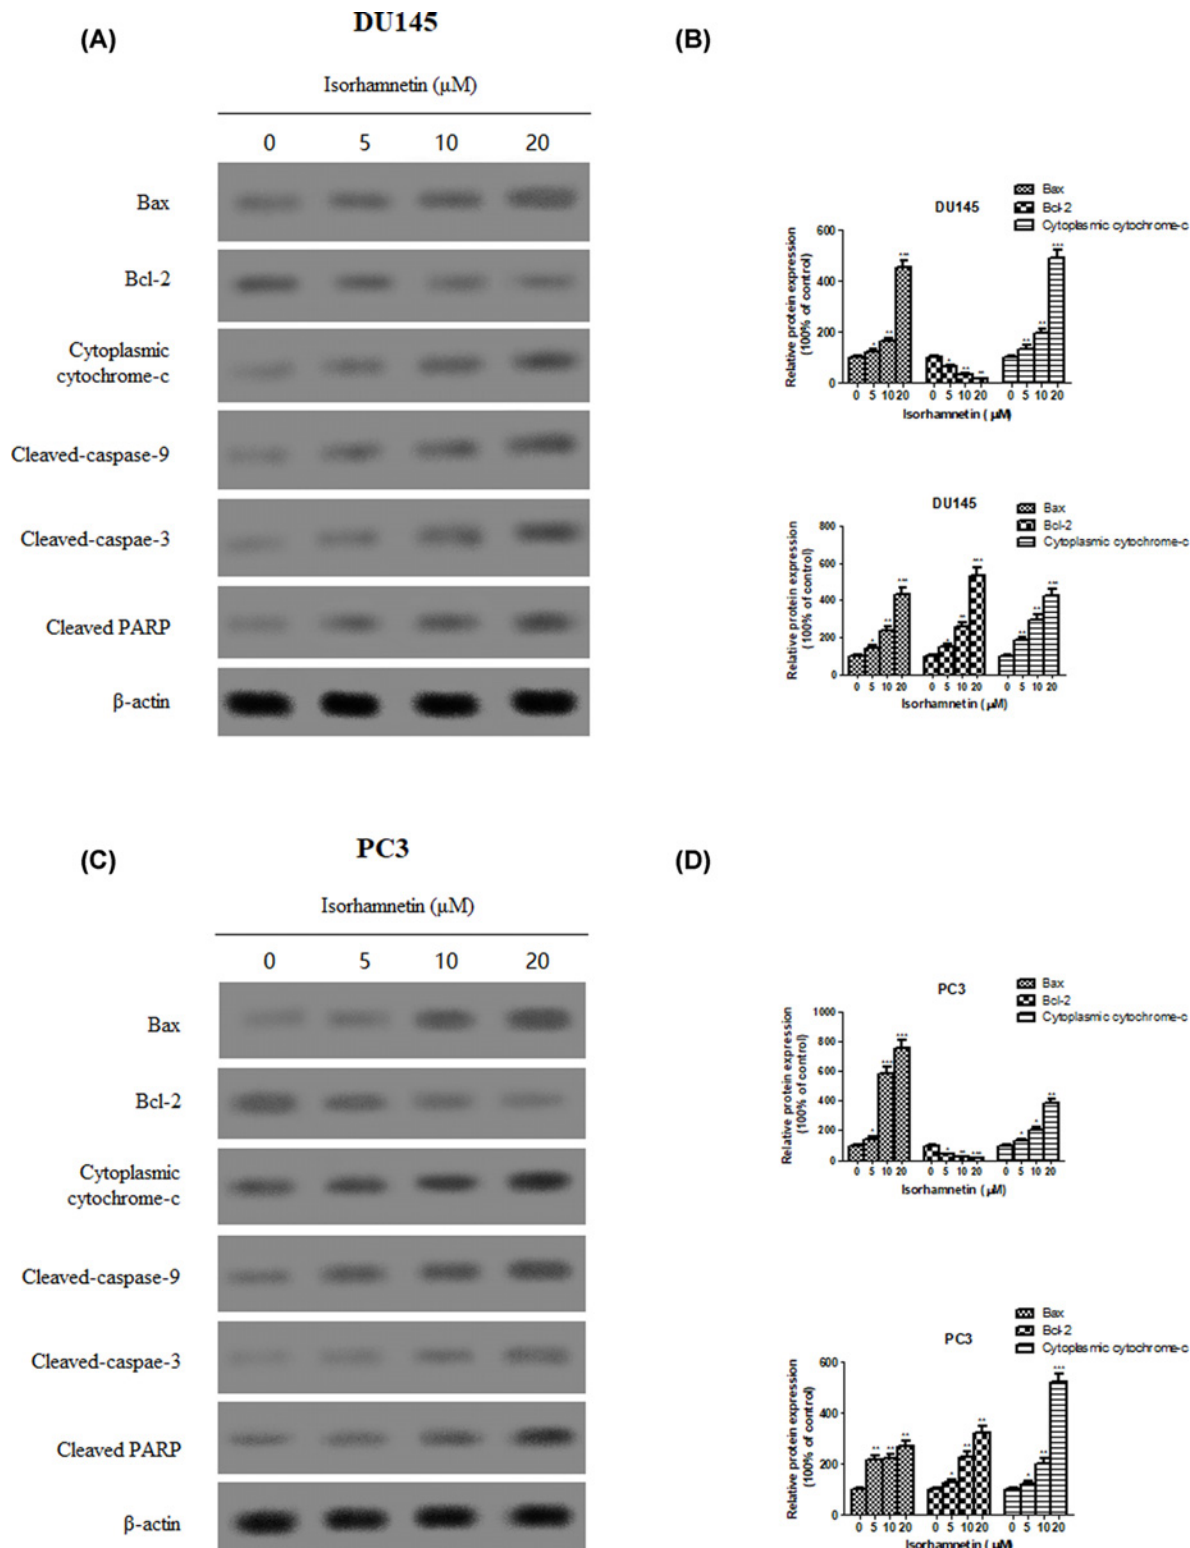 (A)
DU145
Isorhamnetin (µM)
0 5 10 20
Bax
Bcl-2
Cytoplasmic
cytochrome-c
Cleaved-caspase-9
Cleaved-caspae-3
Cleaved PARP
β-actin
(B)
DU145
Bax
Bcl-2
Cytoplasmic cytochrome-c
Relative protein expression
(100% of control)
600
400
200
0
*
**
***
*
**
**
**
**
***
0 5 10 20 0 5 10 20 0 5 10 20
Isorhamnetin ( µM)
DU145
Bax
Bcl-2
Cytoplasmic cytochrome-c
Relative protein expression
(100% of control)
800
600
400
200
0
*
**
***
*
**
***
**
**
***
0 5 10 20 0 5 10 20 0 5 10 20
Isorhamnetin ( µM)
(C)
PC3
Isorhamnetin (µM)
0 5 10 20
Bax
Bcl-2
Cytoplasmic
cytochrome-c
Cleaved-caspase-9
Cleaved-caspae-3
Cleaved PARP
β-actin
(D)
PC3
Bax
Bcl-2
Cytoplasmic cytochrome-c
Relative protein expression
(100% of control)
1000
800
600
400
200
0
*
***
***
*
**
***
*
*
**
0 5 10 20 0 5 10 20 0 5 10 20
Isorhamnetin ( µM)
PC3
Bax
Bcl-2
Cytoplasmic cytochrome-c
Relative protein expression
(100% of control)
600
400
200
0
**
**
**
*
**
**
*
**
***
0 5 10 20 0 5 10 20 0 5 10 20
Isorhamnetin ( µM)